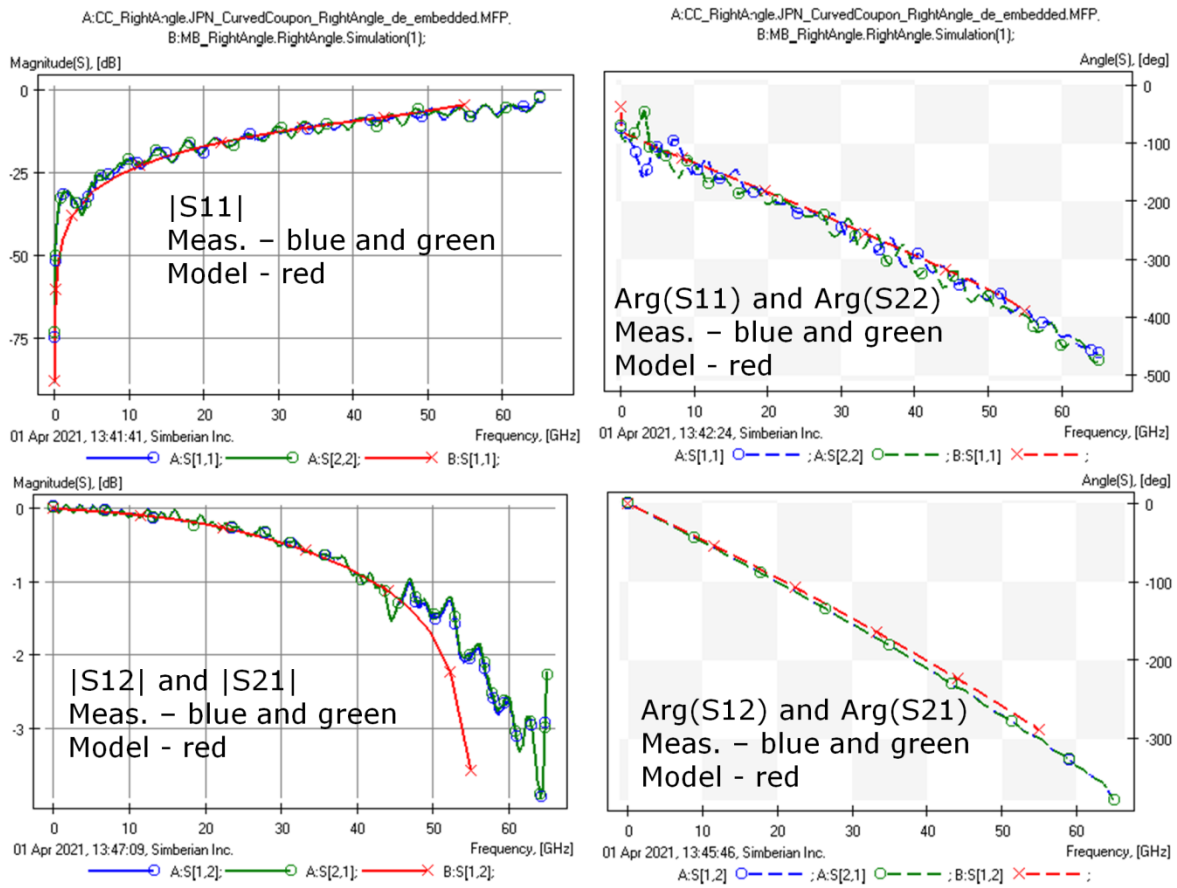 A:CC_RightAngle.JPN_CurvedCoupon_RightAngle_de_embedded.MFP,
B:MB_RightAngle.RightAngle.Simulation(1);
Magnitude(S), [dB]
0
-25
-50
-75
|S11|
Meas. – blue and green
Model - red
0 10 20 30 40 50 60
01 Apr 2021, 13:41:41, Simberian Inc.
Frequency, [GHz]
A:S[1,1]; A:S[2,2]; B:S[1,1];
A:CC_RightAngle.JPN_CurvedCoupon_RightAngle_de_embedded.MFP,
B:MB_RightAngle.RightAngle.Simulation(1);
Angle(S), [deg]
0
-100
-200
-300
-400
-500
Arg(S11) and Arg(S22)
Meas. – blue and green
Model - red
0 10 20 30 40 50 60
01 Apr 2021, 13:42:24, Simberian Inc.
Frequency, [GHz]
A:S[1,1] ; A:S[2,2] ; B:S[1,1] ;
Magnitude(S), [dB]
0
-1
-2
-3
|S12| and |S21|
Meas. – blue and green
Model - red
0 10 20 30 40 50 60
01 Apr 2021, 13:47:09, Simberian Inc.
Frequency, [GHz]
A:S[1,2]; A:S[2,1]; B:S[1,2];
Angle(S), [deg]
0
-100
-200
-300
Arg(S12) and Arg(S21)
Meas. – blue and green
Model - red
0 10 20 30 40 50 60
01 Apr 2021, 13:45:46, Simberian Inc.
Frequency, [GHz]
A:S[1,2] ; A:S[2,1] ; B:S[1,2] ;